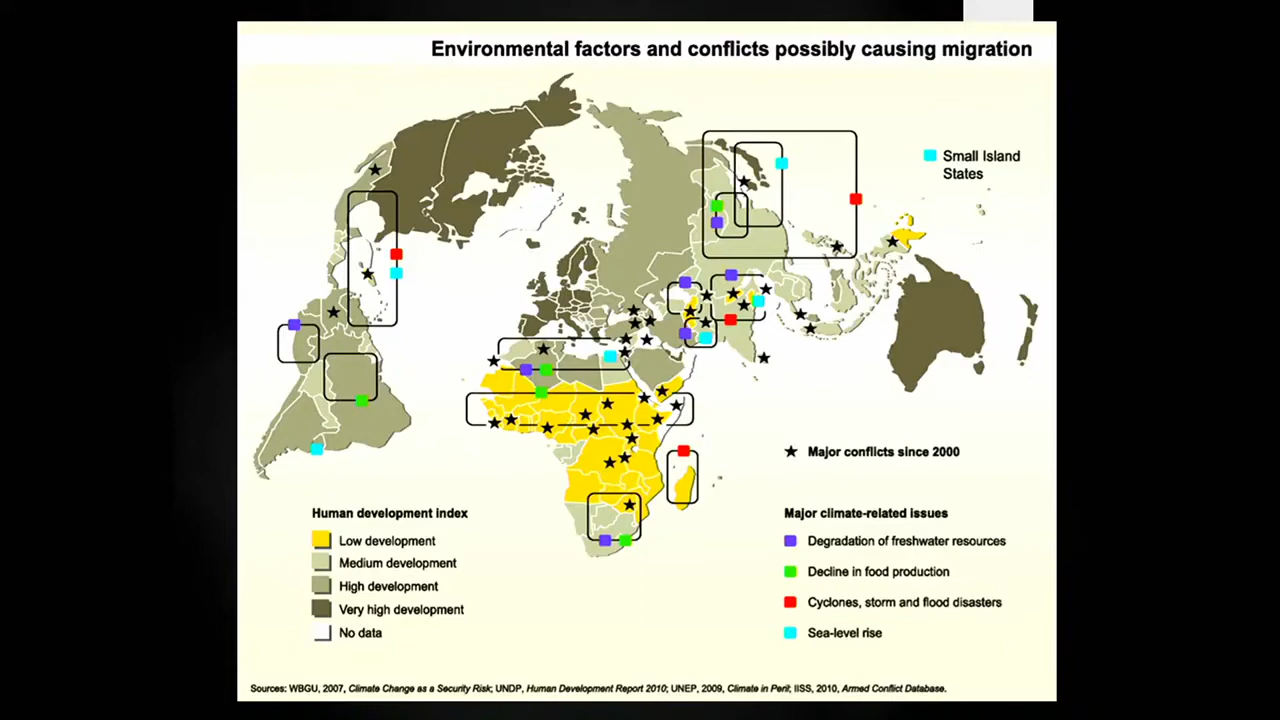 Environmental factors and conflicts possibly causing migration
Small Island
States
Major conflicts since 2000
Human development index
Low development
Medium development
High development
Very high development
No data
Major climate-related issues
Degradation of freshwater resources
Decline in food production
Cyclones, storm and flood disasters
Sea-level rise
Sources: WBGU, 2007, Climate Change as a Security Risk; UNDP, Human Development Report 2010; UNEP, 2009, Climate in Peril; IISS, 2010, Armed Conflict Database.